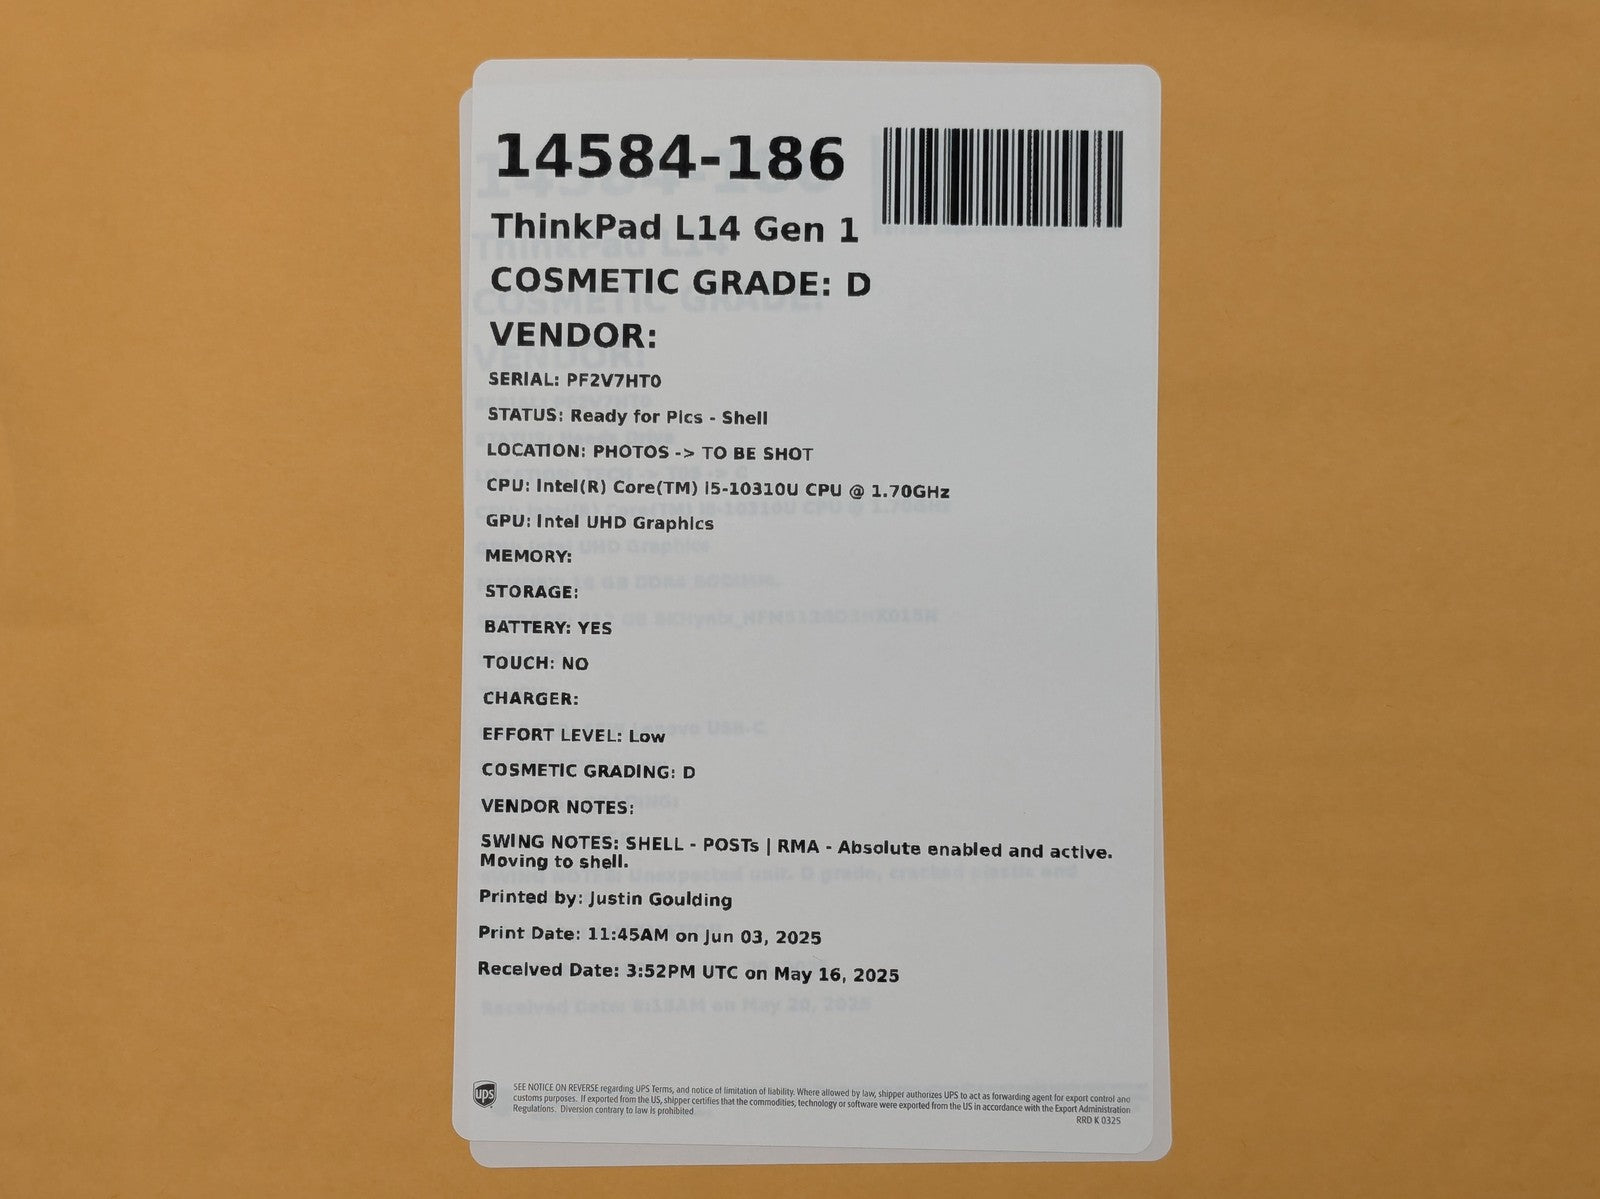 14584-186
ThinkPad L14 Gen 1
COSMETIC GRADE: D
VENDOR:
SERIAL: PF2V7HT0
STATUS: Ready for Pics - Shell
LOCATION: PHOTOS -> TO BE SHOT
CPU: Intel(R) Core(TM) i5-10310U CPU @ 1.70GHz
GPU: Intel UHD Graphics
MEMORY:
STORAGE:
BATTERY: YES
TOUCH: NO
CHARGER:
EFFORT LEVEL: Low
COSMETIC GRADING: D
VENDOR NOTES:
SWING NOTES: SHELL - POSTs | RMA - Absolute enabled and active.
Moving to shell.
Printed by: Justin Goulding
Print Date: 11:45AM on Jun 03, 2025
Received Date: 3:52PM UTC on May 16, 2025
ups
SEE NOTICE ON REVERSE regarding UPS Terms, and notice of limitation of liability. Where allowed by law, shipper authorizes UPS to act as forwarding agent for export control and
customs purposes. If exported from the US, shipper certifies that the commodities, technology or software were exported from the US in accordance with the Export Administration
Regulations. Diversion contrary to law is prohibited
RRD K 0325